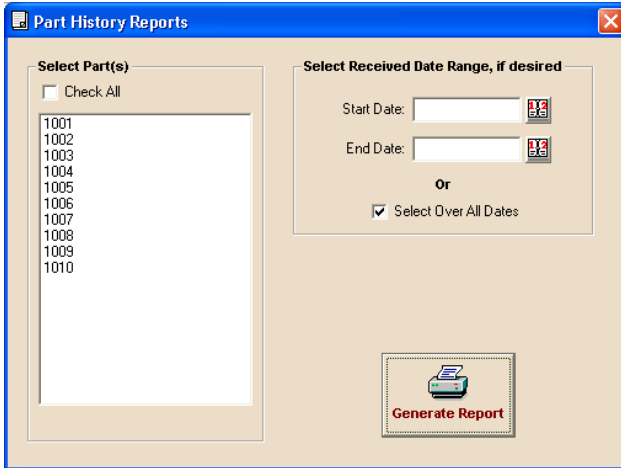 Part History Reports
Select Part(s)
Check All
1001
1002
1003
1004
1005
1006
1007
1008
1009
1010
Select Received Date Range, if desired
Start Date:
End Date:
Or
Select Over All Dates
Generate Report